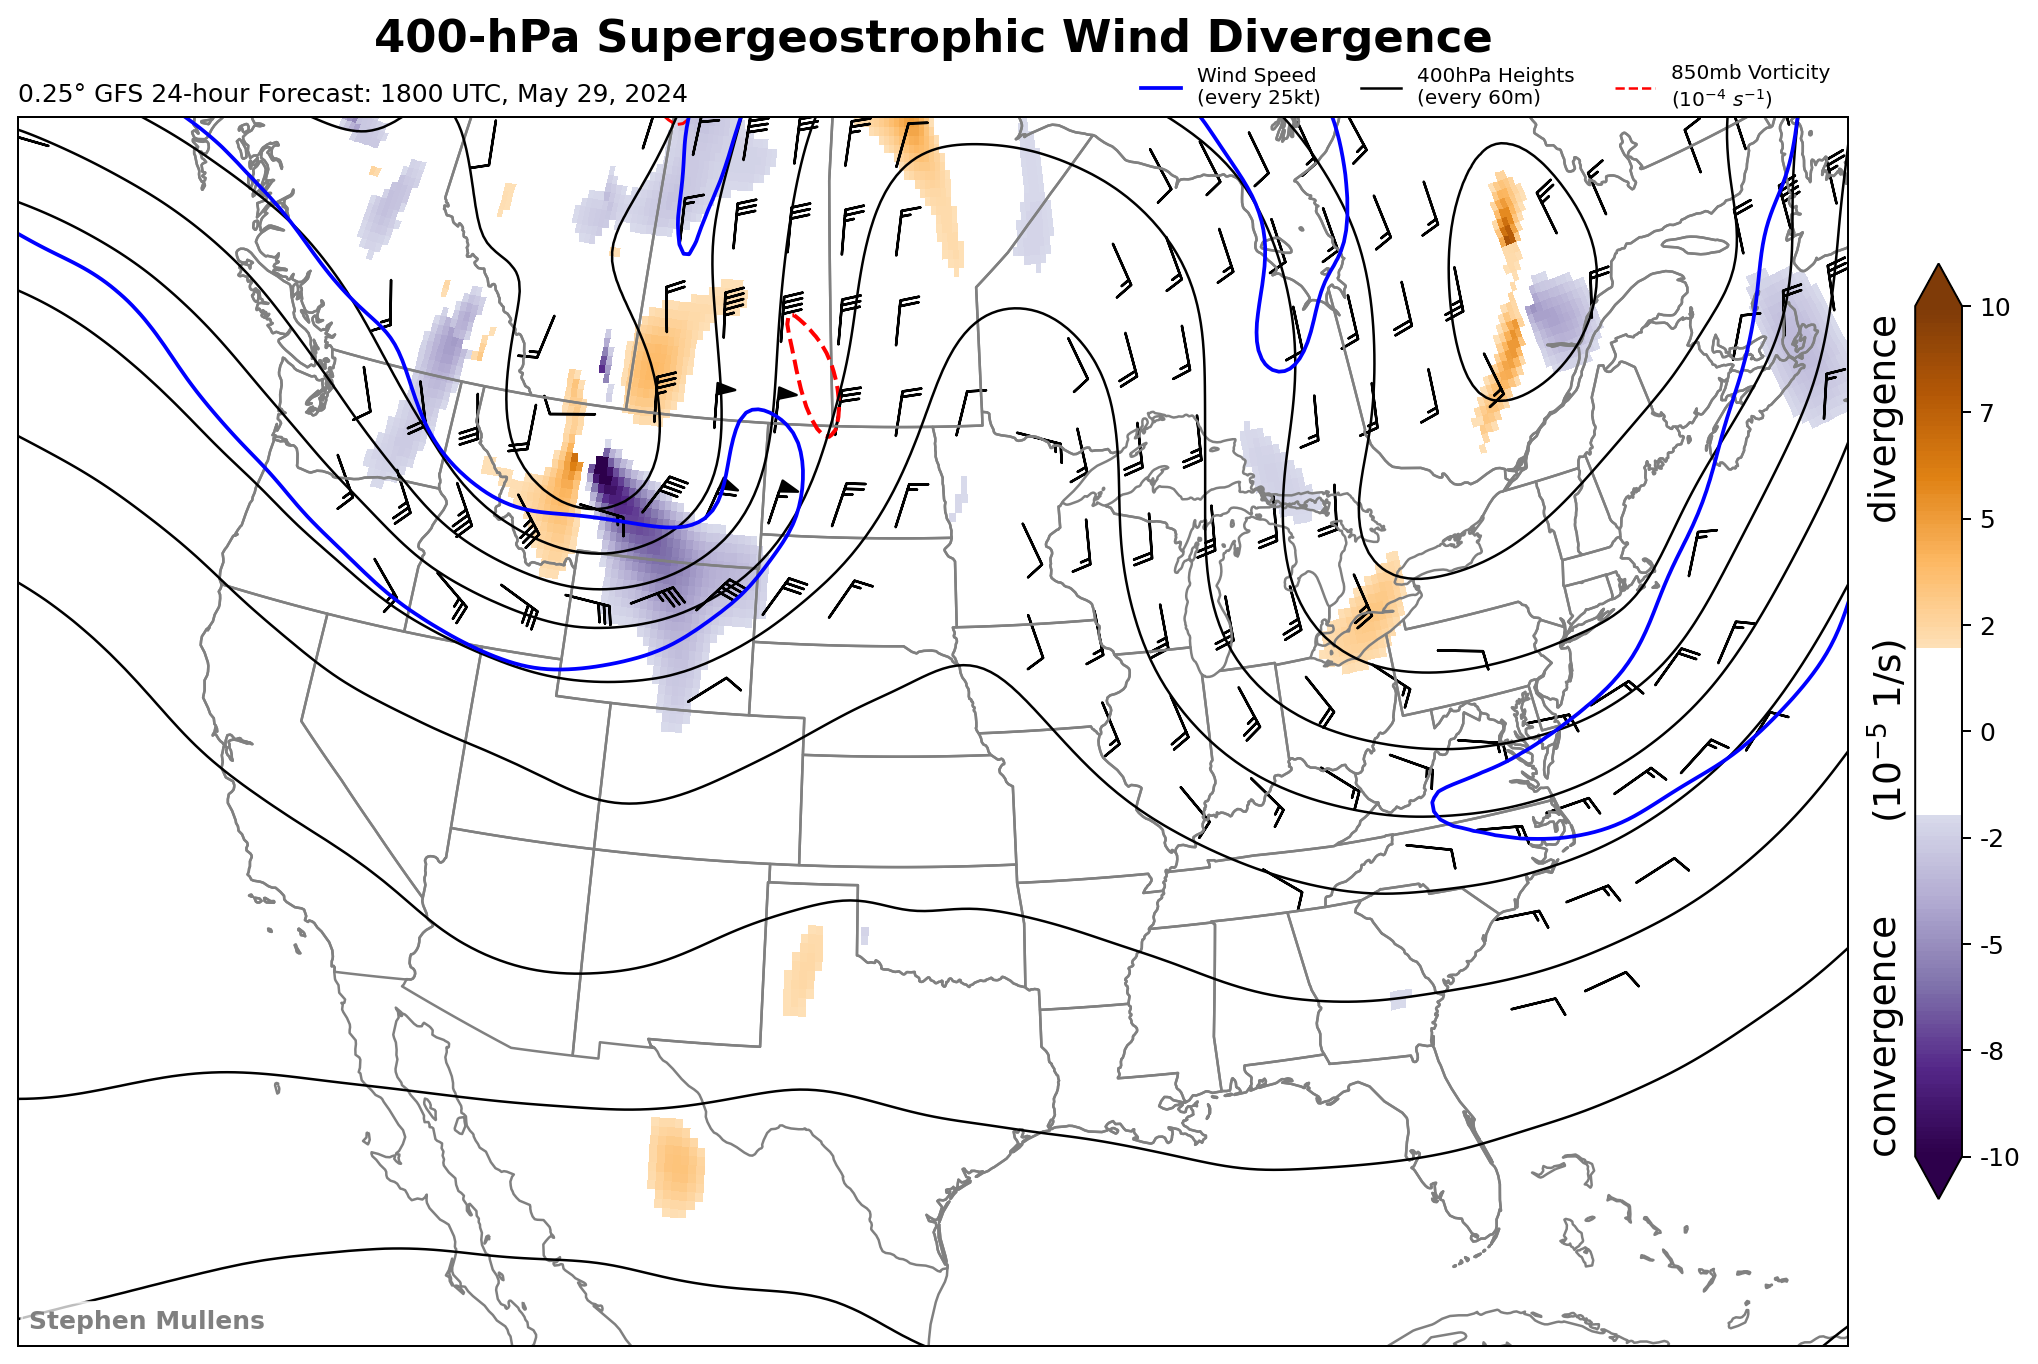 400-hPa Supergeostrophic Wind Divergence
0.25° GFS 24-hour Forecast: 1800 UTC, May 29, 2024
Wind Speed
(every 25kt)
400hPa Heights
(every 60m)
850mb Vorticity
(10⁻⁴ s⁻¹)
10
7
5
2
0
-2
-5
-8
-10
convergence (10⁻⁵ 1/s) divergence
Stephen Mullens